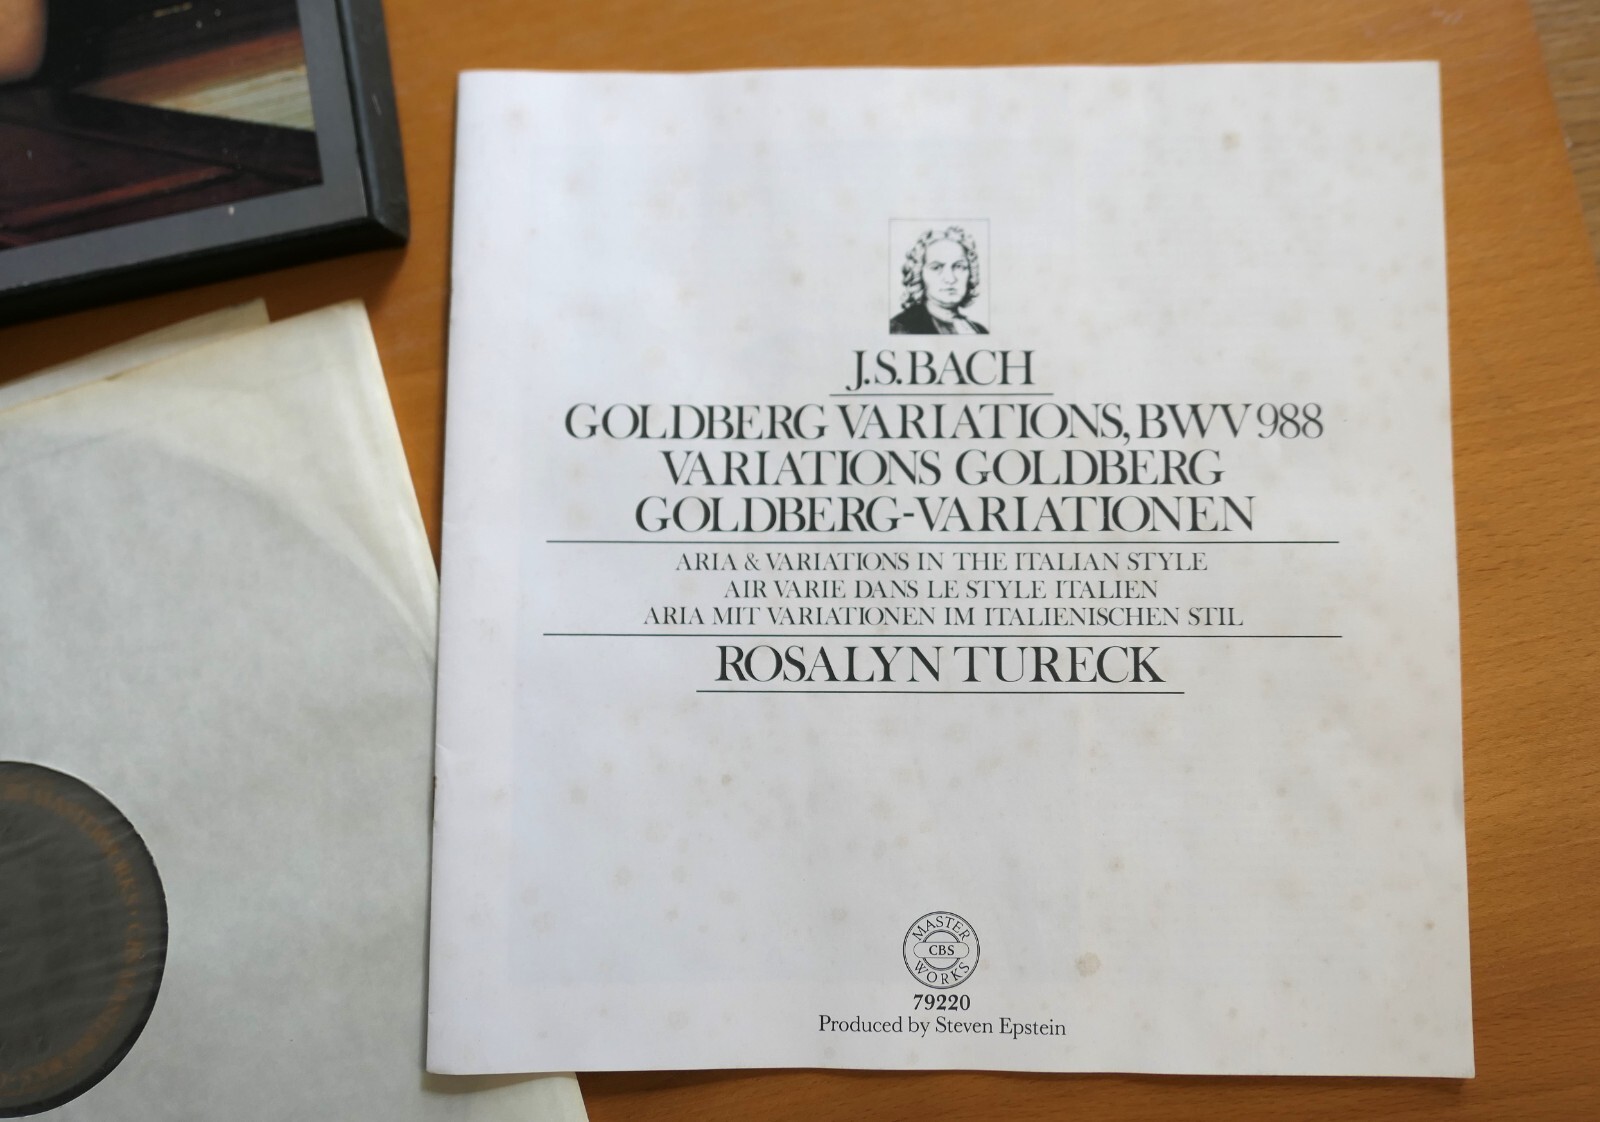 J.S.BACH
GOLDBERG VARIATIONS, BWV 988
VARIATIONS GOLDBERG
GOLDBERG-VARIATIONEN
ARIA & VARIATIONS IN THE ITALIAN STYLE
AIR VARIE DANS LE STYLE ITALIEN
ARIA MIT VARIATIONEN IM ITALIENISCHEN STIL
ROSALYN TURECK
MASTER
CBS
WORKS
79220
Produced by Steven Epstein